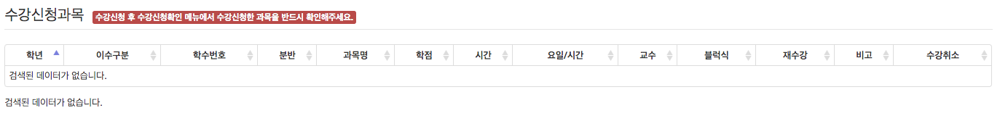 수강신청과목 수강신청 후 수강신청확인 메뉴에서 수강신청한 과목을 반드시 확인해주세요.
학년 이수구분 학수번호 분반 과목명 학점 시간 요일/시간 교수 블럭식 재수강 비고 수강취소
검색된 데이터가 없습니다.
검색된 데이터가 없습니다.